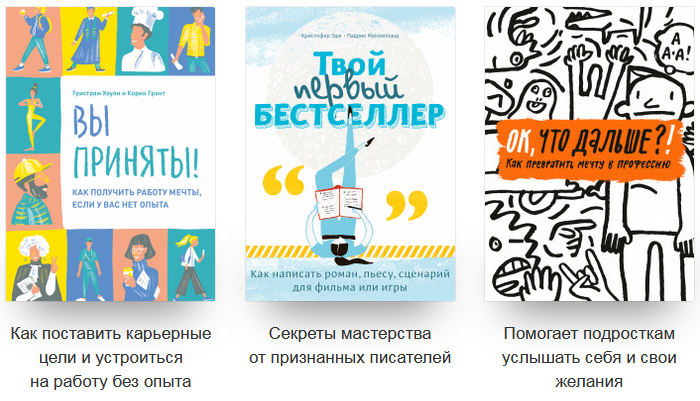 Тристрам Хоули и Корин Грант
ВЫ
ПРИНЯТЫ!
КАК ПОЛУЧИТЬ РАБОТУ МЕЧТЫ,
ЕСЛИ У ВАС НЕТ ОПЫТА
Как поставить карьерные
цели и устроиться
на работу без опыта
Кристофер Эдж • Падрик Малхолланд
Твой
первый
БЕСТСЕЛЛЕР
Как написать роман, пьесу, сценарий
для фильма или игры
Секреты мастерства
от признанных писателей
А
А-А!
ОК, ЧТО ДАЛЬШЕ?!
Как превратить мечту в профессию
Помогает подросткам
услышать себя и свои
желания